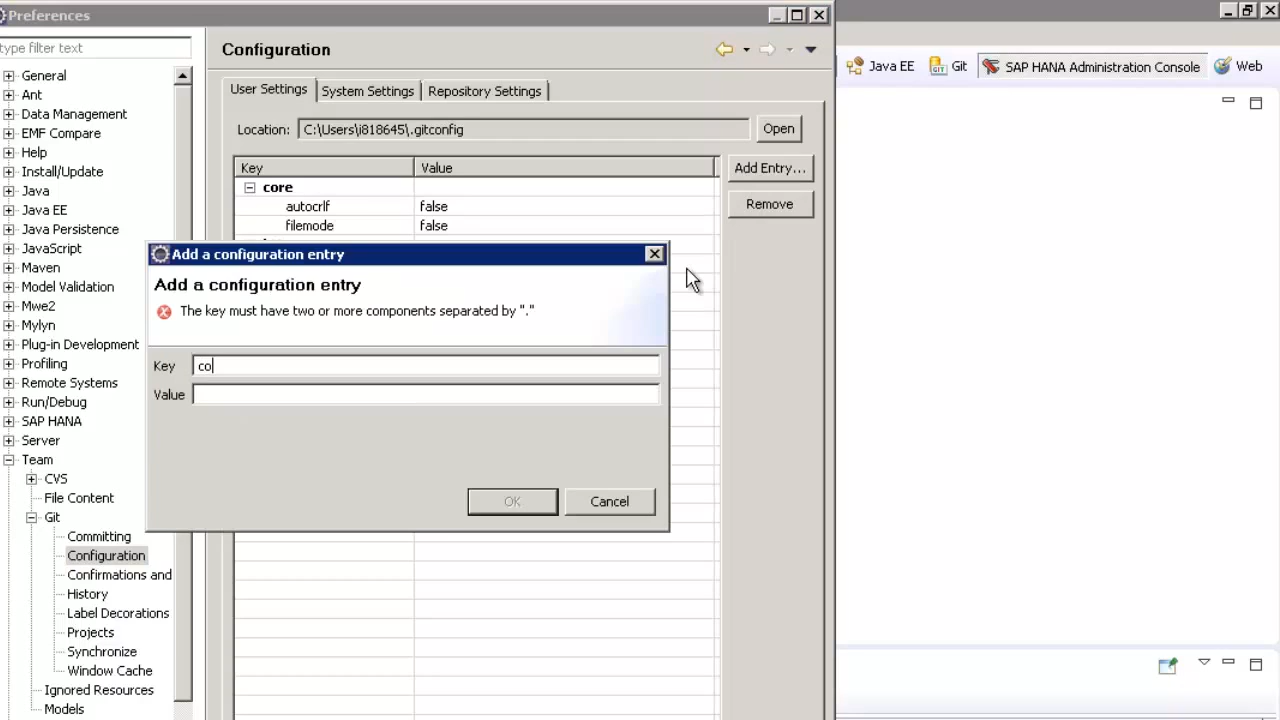 Preferences
type filter text
General
Ant
Data Management
EMF Compare
Help
Install/Update
Java
Java EE
Java Persistence
JavaScript
Maven
Model Validation
Mwe2
Mylyn
Plug-in Development
Profiling
Remote Systems
Run/Debug
SAP HANA
Server
Team
CVS
File Content
Git
Committing
Configuration
Confirmations and
History
Label Decorations
Projects
Synchronize
Window Cache
Ignored Resources
Models
Configuration
User Settings System Settings Repository Settings
Location: C:\Users\i818645\.gitconfig Open
Key Value Add Entry...
core
autocrlf false Remove
filemode false
Add a configuration entry
Add a configuration entry
The key must have two or more components separated by "."
Key co
Value
OK Cancel
Java EE GIT Git SAP HANA Administration Console Web